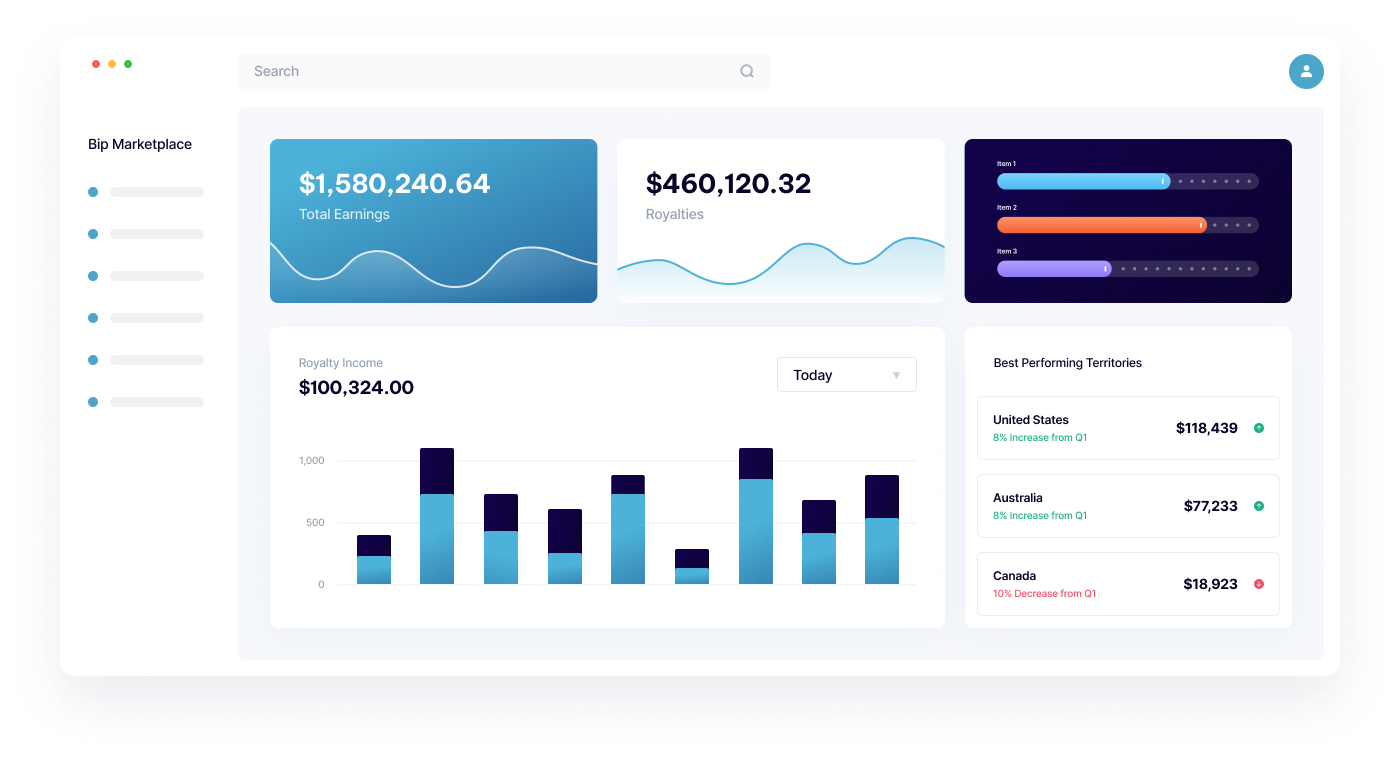 Search
Bip Marketplace
$1,580,240.64
Total Earnings
$460,120.32
Royalties
Item 1
Item 2
Item 3
Royalty Income
$100,324.00
Today
1,000
500
0
Best Performing Territories
United States
8% Increase from Q1
$118,439
Australia
8% Increase from Q1
$77,233
Canada
10% Decrease from Q1
$18,923